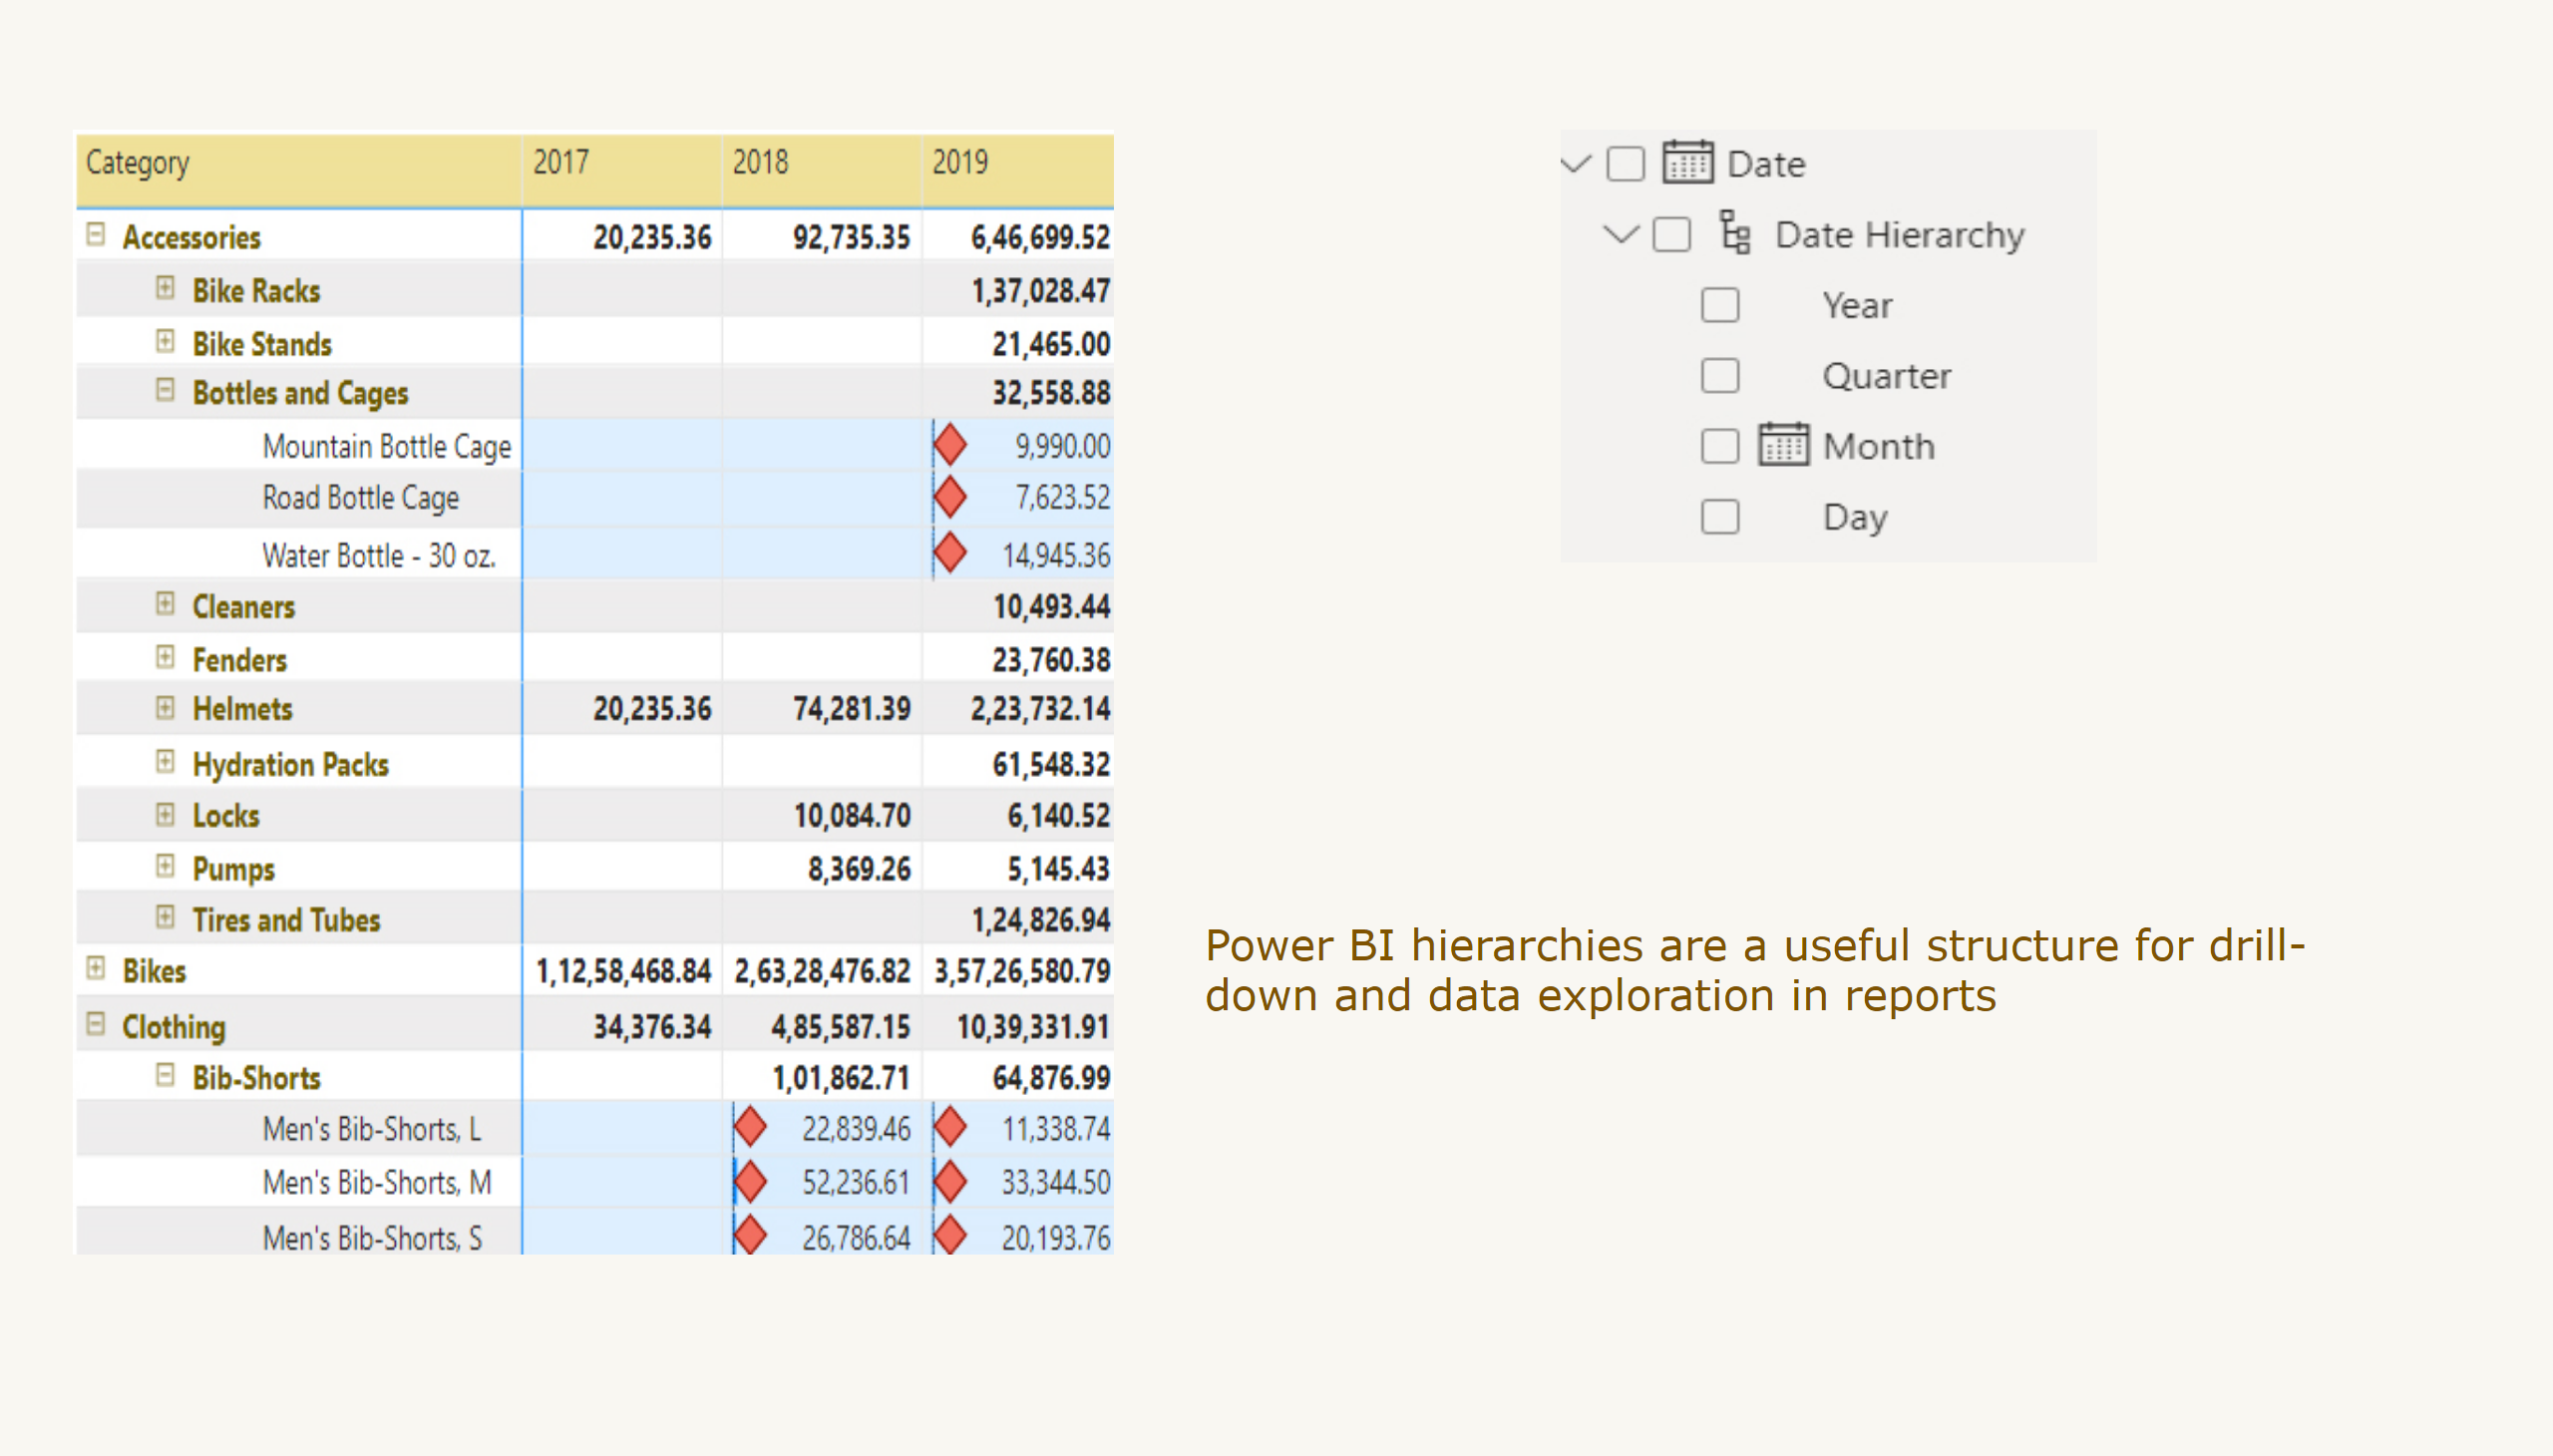 Category 2017 2018 2019
Accessories 20,235.36 92,735.35 6,46,699.52
Bike Racks 1,37,028.47
Bike Stands 21,465.00
Bottles and Cages 32,558.88
Mountain Bottle Cage 9,990.00
Road Bottle Cage 7,623.52
Water Bottle - 30 oz. 14,945.36
Cleaners 10,493.44
Fenders 23,760.38
Helmets 20,235.36 74,281.39 2,23,732.14
Hydration Packs 61,548.32
Locks 10,084.70 6,140.52
Pumps 8,369.26 5,145.43
Tires and Tubes 1,24,826.94
Bikes 1,12,58,468.84 2,63,28,476.82 3,57,26,580.79
Clothing 34,376.34 4,85,587.15 10,39,331.91
Bib-Shorts 1,01,862.71 64,876.99
Men's Bib-Shorts, L 22,839.46 11,338.74
Men's Bib-Shorts, M 52,236.61 33,344.50
Men's Bib-Shorts, S 26,786.64 20,193.76
Date
Date Hierarchy
Year
Quarter
Month
Day
Power BI hierarchies are a useful structure for drill-
down and data exploration in reports